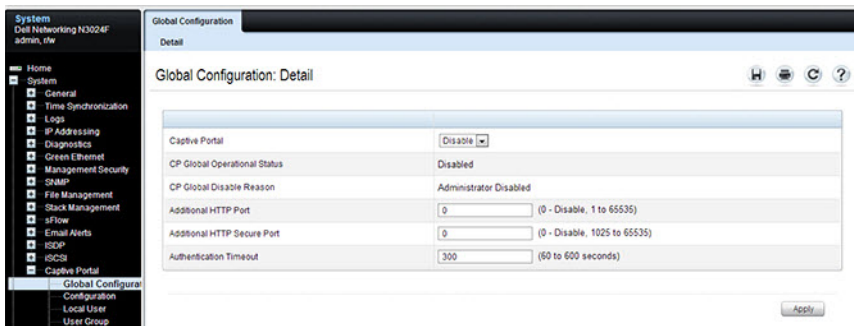 System
Dell Networking N3024F
admin, r/w
Home
System
General
Time Synchronization
Logs
IP Addressing
Diagnostics
Green Ethernet
Management Security
SNMP
File Management
Stack Management
sFlow
Email Alerts
ISDP
iSCSI
Captive Portal
Global Configurat
Configuration
Local User
User Group
Global Configuration
Detail
Global Configuration: Detail
Captive Portal Disable
CP Global Operational Status Disabled
CP Global Disable Reason Administrator Disabled
Additional HTTP Port 0 (0 - Disable, 1 to 65535)
Additional HTTP Secure Port 0 (0 - Disable, 1025 to 65535)
Authentication Timeout 300 (60 to 600 seconds)
Apply